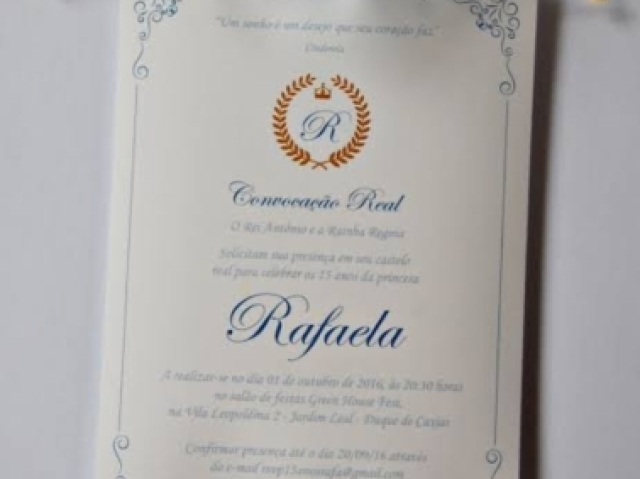 "Um sonho é um desejo que seu coração faz"
Cinderela
R
Convocação Real
O Rei Antônio e a Rainha Regina
Solicitam sua presença em seu castelo
real para celebrar os 15 anos da princesa
Rafaela
A realizar-se no dia 01 de outubro de 2016, às 20:30 horas
no salão de festas Green House Fest,
na Vila Leopoldina 2 - Jardim Leal - Duque de Caxias
Confirmar presença até o dia 20/09/16 através
do e-mail